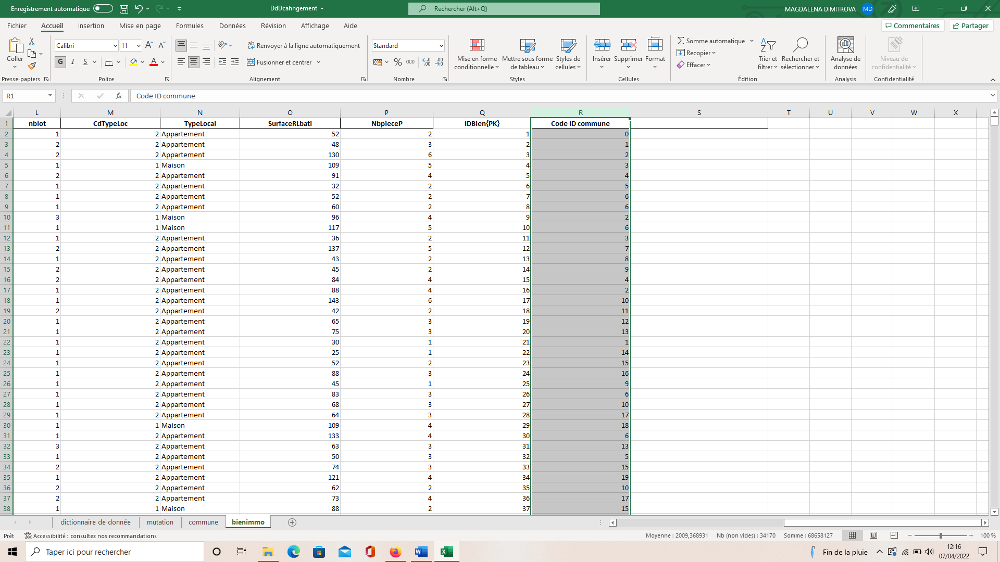 Enregistrement automatique DdDcahngement Rechercher (Alt+Q) MAGDALENA DIMITROVA MD
Fichier Accueil Insertion Mise en page Formules Données Révision Affichage Aide Commentaires Partager
Coller Presse-papiers
Calibri 11
G I S A Police
Renvoyer à la ligne automatiquement
Fusionner et centrer
Alignement
Standard
% 000
Nombre
Mise en forme conditionnelle Mettre sous forme de tableau Styles de cellules
Styles
Insérer Supprimer Format
Cellules
Somme automatique
Recopier
Effacer
Trier et filtrer Rechercher et sélectionner
Édition
Analyse de données
Analysis
Niveau de confidentialité
Confidentialité
R1 fx Code ID commune
L M N O P Q R S T U V W X
1 nblot CdTypeLoc TypeLocal SurfaceRLbati NbpieceP IDBien{PK} Code ID commune
2 1 2 Appartement 52 2 1 0
3 2 2 Appartement 48 3 2 1
4 2 2 Appartement 130 6 3 2
5 1 1 Maison 109 5 4 3
6 2 2 Appartement 91 4 5 4
7 1 2 Appartement 32 2 6 5
8 1 2 Appartement 52 2 7 6
9 1 2 Appartement 60 2 8 6
10 3 1 Maison 96 4 9 2
11 1 1 Maison 117 5 10 6
12 1 2 Appartement 36 2 11 3
13 2 2 Appartement 137 5 12 7
14 1 2 Appartement 43 2 13 8
15 2 2 Appartement 45 2 14 9
16 2 2 Appartement 84 4 15 4
17 1 2 Appartement 88 4 16 2
18 1 2 Appartement 143 6 17 10
19 2 2 Appartement 42 2 18 11
20 1 2 Appartement 65 3 19 12
21 1 2 Appartement 75 3 20 13
22 1 2 Appartement 30 1 21 1
23 1 2 Appartement 25 1 22 14
24 1 2 Appartement 52 2 23 15
25 1 2 Appartement 88 3 24 16
26 1 2 Appartement 45 1 25 9
27 1 2 Appartement 83 3 26 6
28 1 2 Appartement 68 3 27 10
29 1 2 Appartement 64 3 28 17
30 1 1 Maison 109 4 29 18
31 1 2 Appartement 133 4 30 6
32 3 2 Appartement 63 3 31 13
33 1 2 Appartement 50 3 32 5
34 2 2 Appartement 74 3 33 15
35 1 2 Appartement 121 4 34 19
36 2 2 Appartement 62 2 35 10
37 2 2 Appartement 73 4 36 17
38 1 1 Maison 88 2 37 15
dictionnaire de donnée mutation commune bienimmo
Prêt Accessibilité : consultez nos recommandations Moyenne : 2009,368931 Nb (non vides) : 34170 Somme : 68658127 100 %
Taper ici pour rechercher Fin de la pluie 12:16
07/04/2022